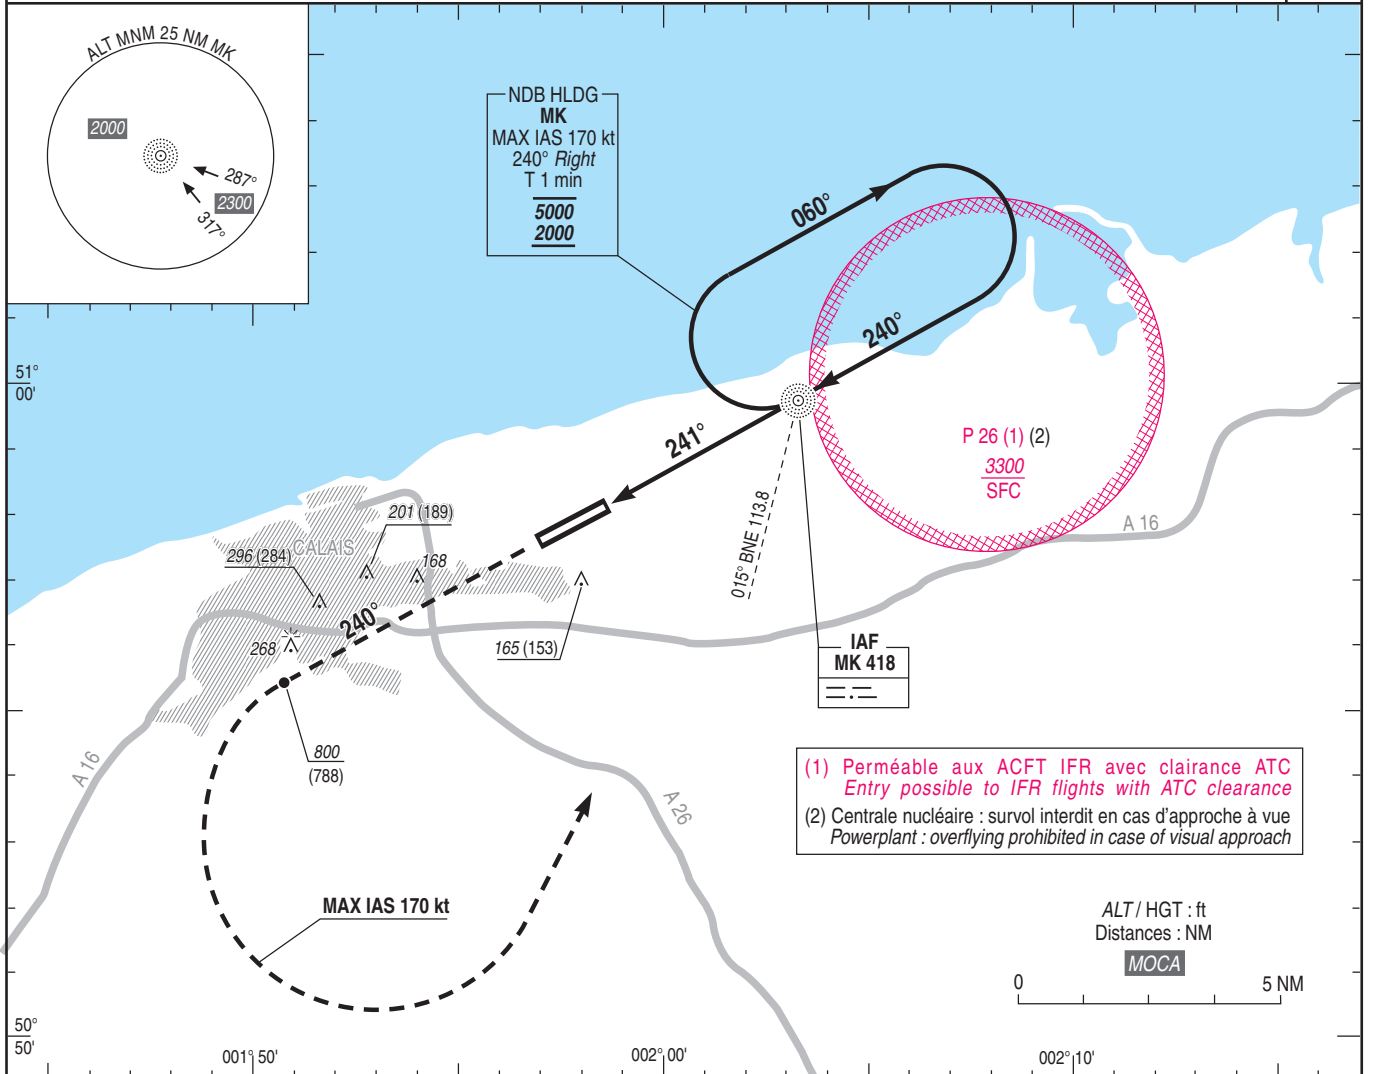 ALT MNM 25 NM MK
2000
287°
2300
317°
NDB HLDG
MK
MAX IAS 170 kt
240° Right
T 1 min
5000
2000
060°
240°
51°
00'
241°
P 26 (1) (2)
3300
SFC
015° BNE 113.8
A 16
201 (189)
CALAIS
296 (284)
168
240°
268
165 (153)
IAF
MK 418
800
(788)
A 16
A 26
(1) Perméable aux ACFT IFR avec clairance ATC
Entry possible to IFR flights with ATC clearance
(2) Centrale nucléaire : survol interdit en cas d'approche à vue
Powerplant : overflying prohibited in case of visual approach
MAX IAS 170 kt
ALT / HGT : ft
Distances : NM
MOCA
0 5 NM
50°
50'
001°50'
002°00'
002°10'